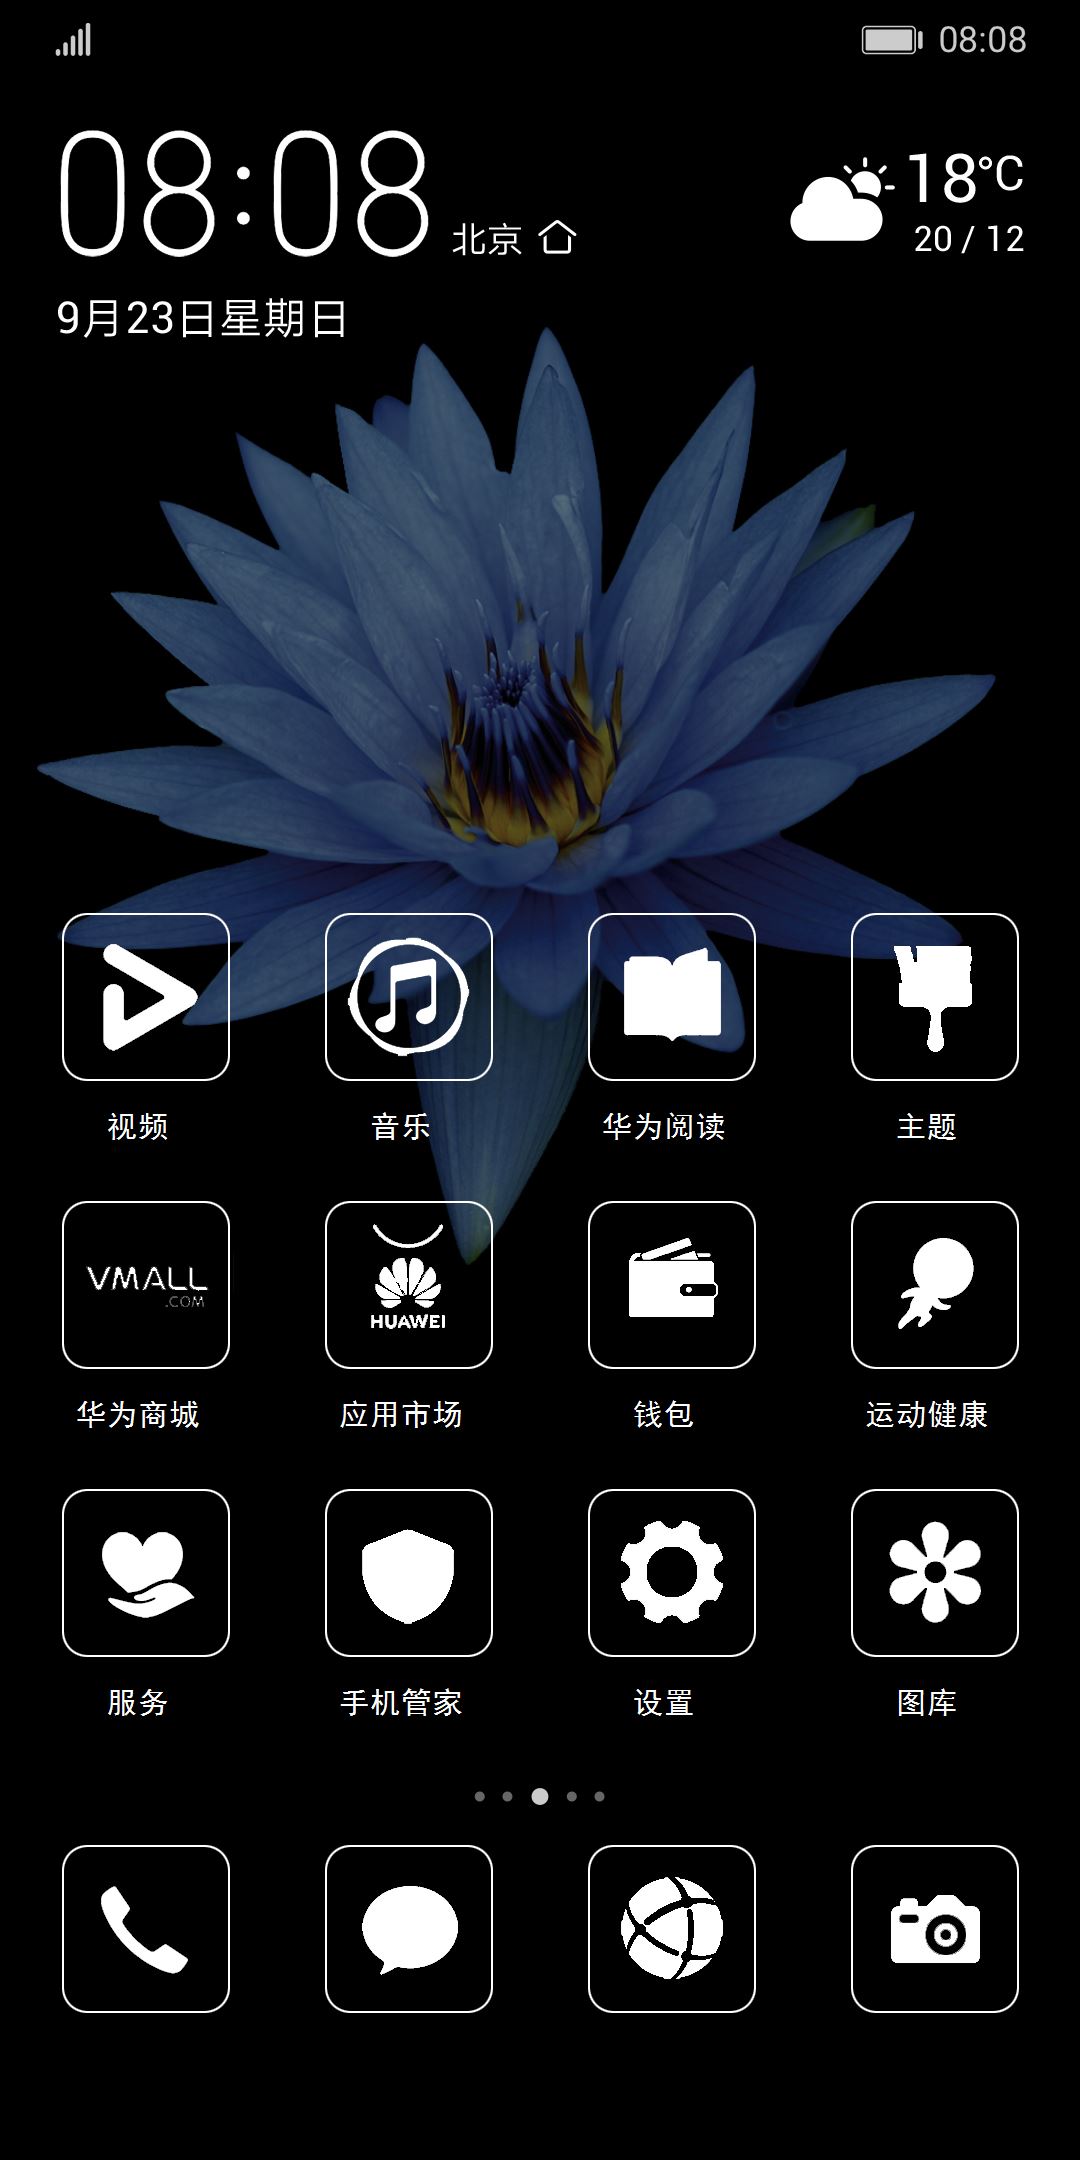 08:08
08:08
北京
18°C
20 / 12
9月23日星期日
视频
音乐
华为阅读
主题
VMALL
.COM
HUAWEI
华为商城
应用市场
钱包
运动健康
服务
手机管家
设置
图库